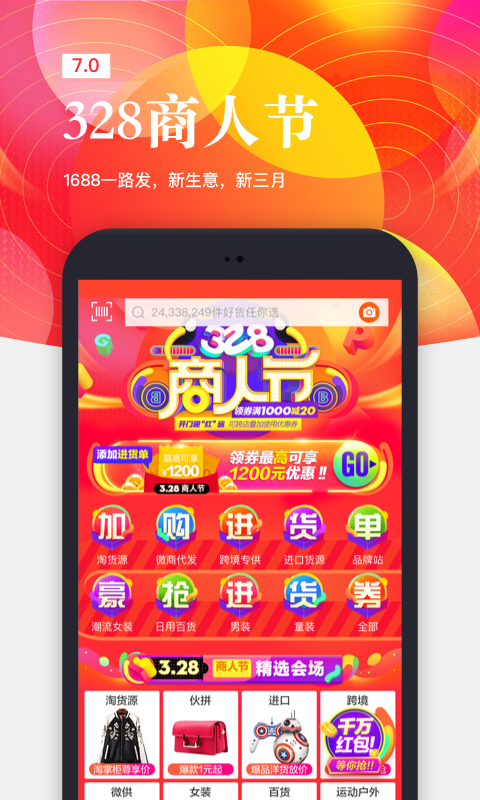 7.0
328商人节
1688一路发，新生意，新三月
24,338,249件好货任你选
328
商人节
领券满1000减20
开门迎“红”运 可跨店叠加使用优惠券
添加进货单
最高可享
¥1200
3.28 商人节
领券最高可享
1200元优惠!!
GO
加 购 进 货 单
淘货源 微商代发 跨境专供 进口货源 品牌站
豪 抢 进 货 券
潮流女装 日用百货 男装 童装 全部
3.28 商人节 精选会场
淘货源 伙拼 进口 跨境
千万
红包!
等你抢!
淘掌柜尊享价 爆款1元起 爆品洋货放价
微供 女装 百货 运动户外